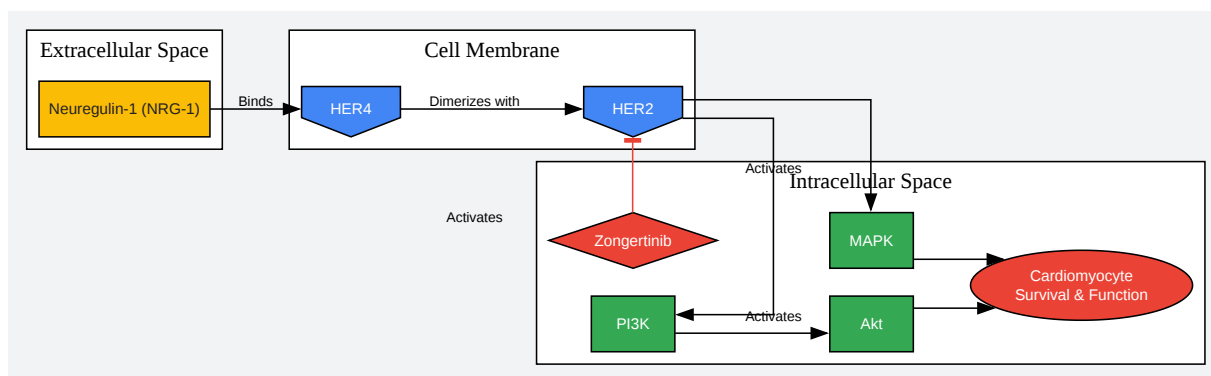 Extracellular Space
Cell Membrane
Neuregulin-1 (NRG-1)
Binds
HER4
Dimerizes with
HER2
Activates
Intracellular Space
Activates
Zongertinib
MAPK
Cardiomyocyte
Survival & Function
PI3K
Activates
Akt